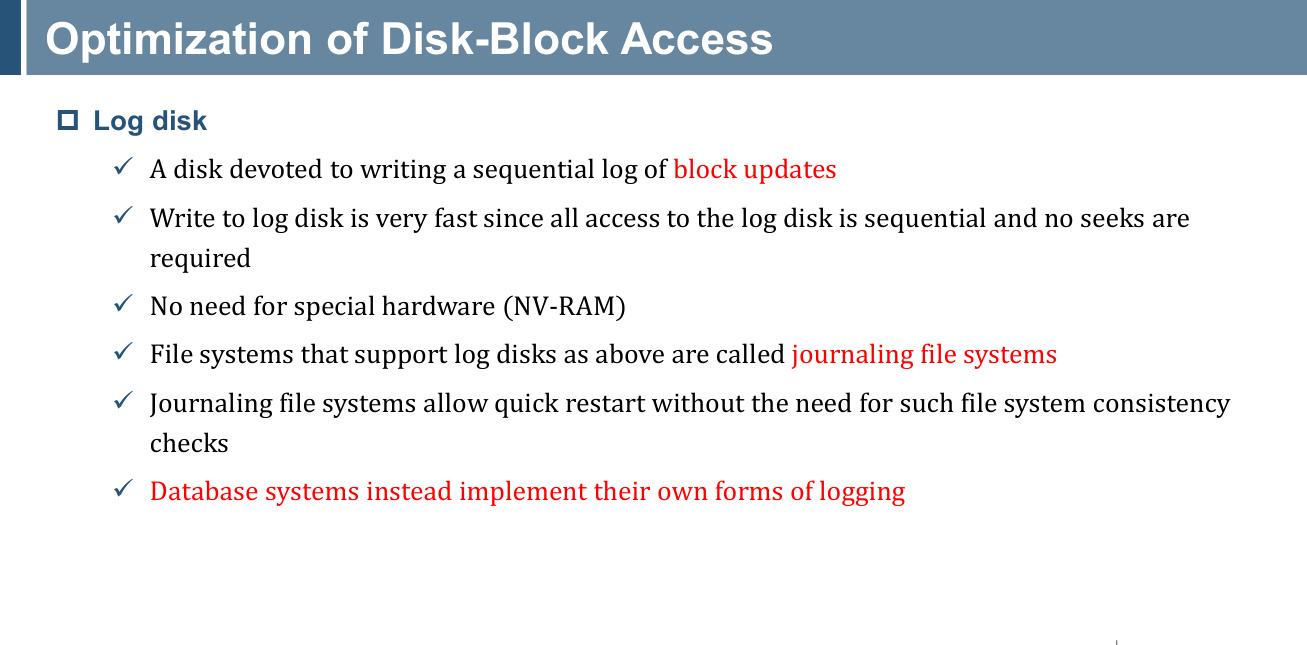 Optimization of Disk-Block Access
Log disk
A disk devoted to writing a sequential log of block updates
Write to log disk is very fast since all access to the log disk is sequential and no seeks are
required
No need for special hardware (NV-RAM)
File systems that support log disks as above are called journaling file systems
Journaling file systems allow quick restart without the need for such file system consistency
checks
Database systems instead implement their own forms of logging